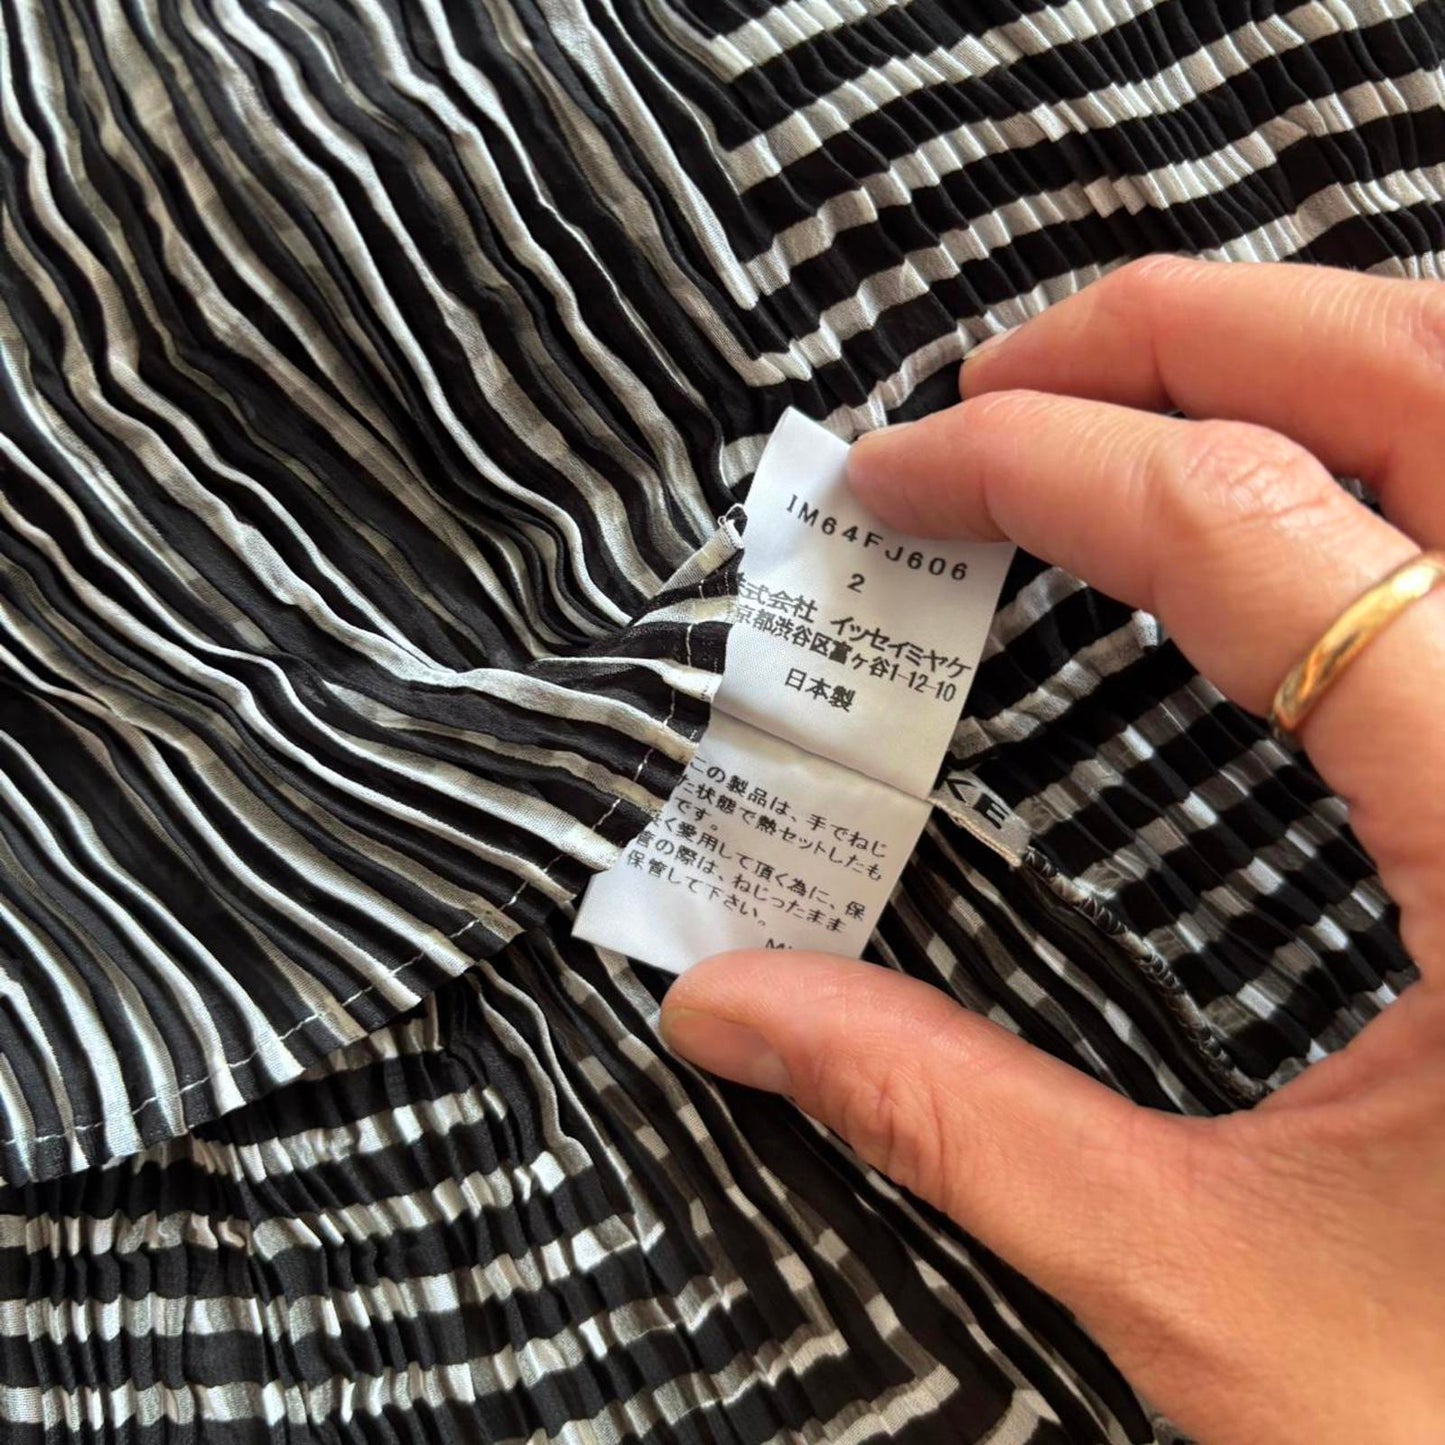 IM64FJ606
2
株式会社 イッセイミヤケ
京都渋谷区富ヶ谷1-12-10
日本製
この製品は、手でねじ
た状態で熱セットしたも
です。
く愛用して頂く為に、保
管の際は、ねじったまま
保管して下さい。
KE